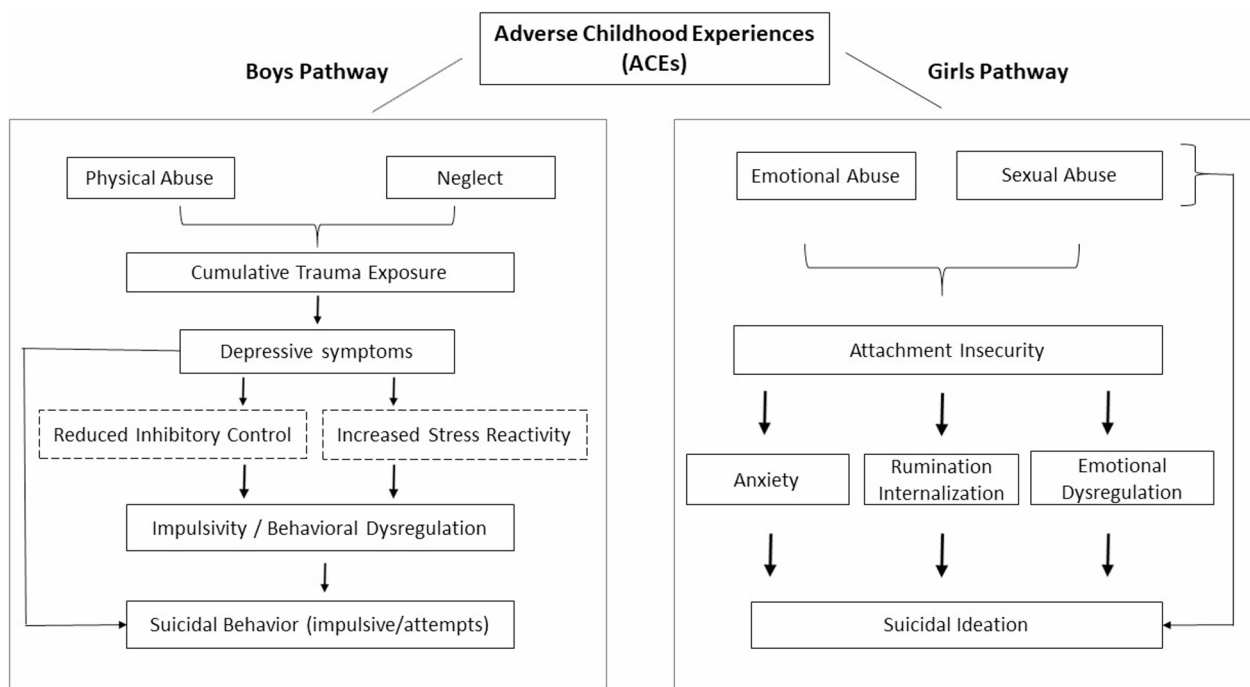 Adverse Childhood Experiences
(ACEs)
Boys Pathway
Girls Pathway
Physical Abuse
Neglect
Cumulative Trauma Exposure
Depressive symptoms
Reduced Inhibitory Control
Increased Stress Reactivity
Impulsivity / Behavioral Dysregulation
Suicidal Behavior (impulsive/attempts)
Emotional Abuse
Sexual Abuse
Attachment Insecurity
Anxiety
Rumination
Internalization
Emotional
Dysregulation
Suicidal Ideation